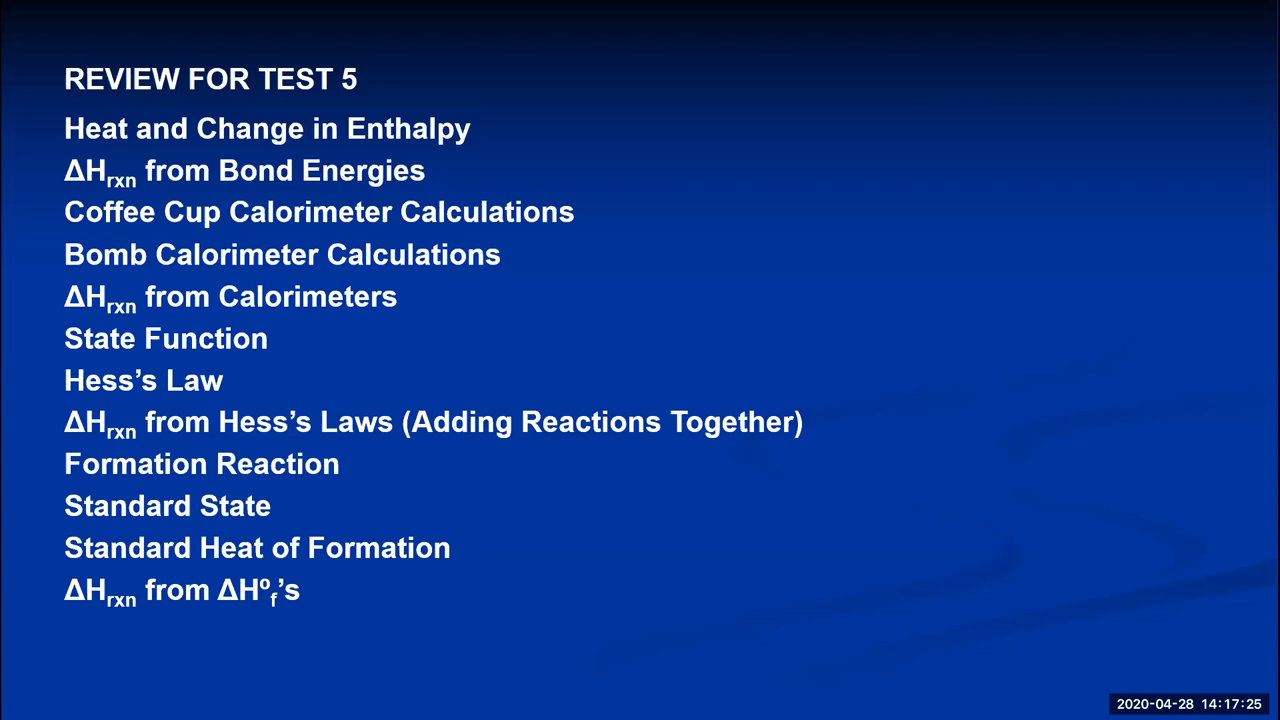 REVIEW FOR TEST 5
Heat and Change in Enthalpy
ΔHrxn from Bond Energies
Coffee Cup Calorimeter Calculations
Bomb Calorimeter Calculations
ΔHrxn from Calorimeters
State Function
Hess’s Law
ΔHrxn from Hess’s Laws (Adding Reactions Together)
Formation Reaction
Standard State
Standard Heat of Formation
ΔHrxn from ΔHºf’s
2020-04-28 14:17:25